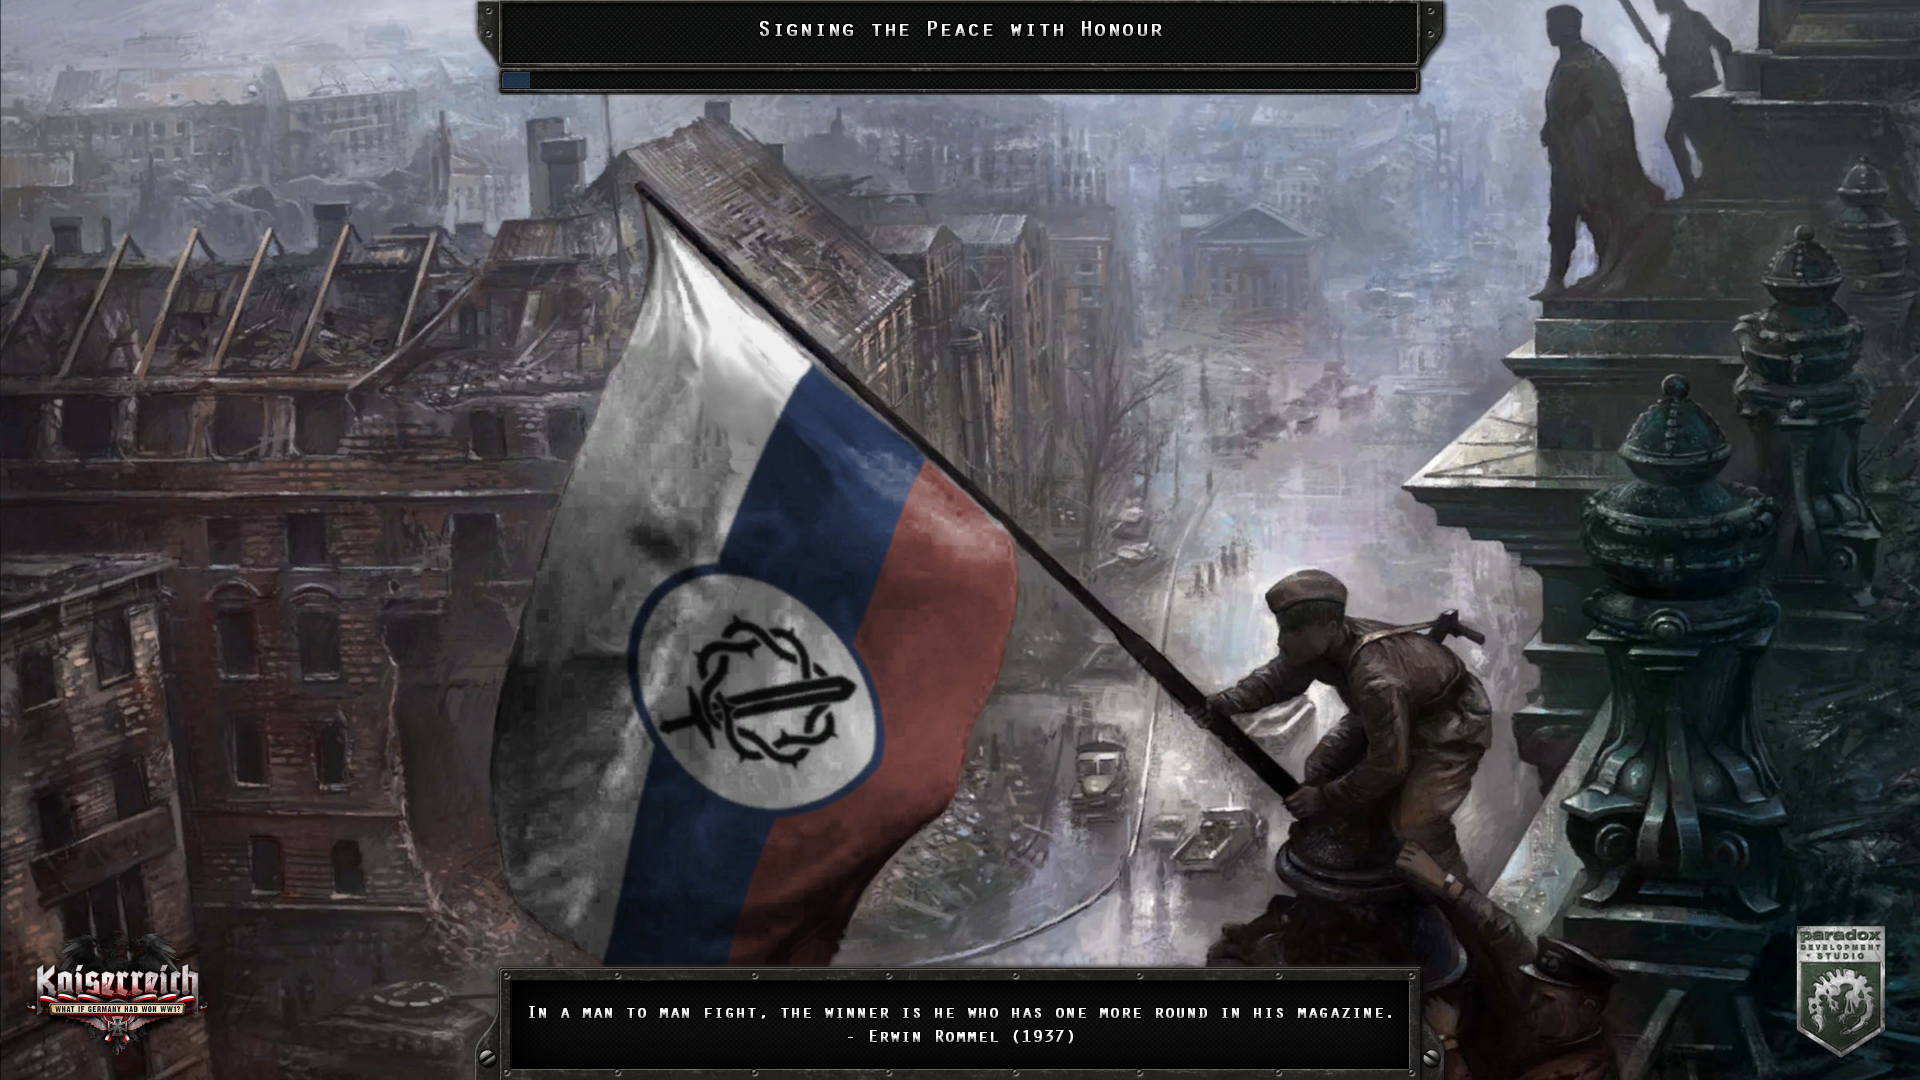 Signing the Peace with Honour
Kaiserreich
WHAT IF GERMANY HAD WON WW1?
In a man to man fight, the winner is he who has one more round in his magazine.
- Erwin Rommel (1937)
paradox
DEVELOPMENT
STUDIO